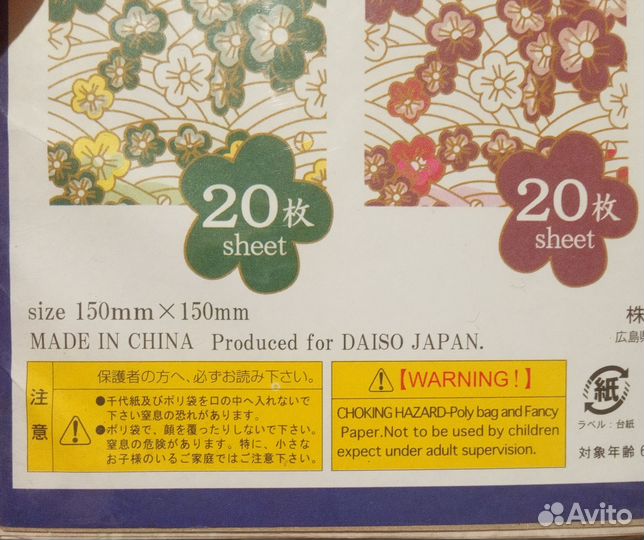 20枚
sheet
20枚
sheet
size 150mm×150mm
MADE IN CHINA Produced for DAISO JAPAN.
株
広島県
注意
保護者の方へ、必ずお読み下さい。
●千代紙及びポリ袋を口の中へ入れないで
下さい窒息の恐れがあります。
●ポリ袋で、顔を覆ったりしないで下さい。
窒息の危険があります。特に、小さな
お子様のいるご家庭ではご注意下さい。
【WARNING!】
CHOKING HAZARD-Poly bag and Fancy
Paper.Not to be used by children
expect under adult supervision.
紙
ラベル:台紙
対象年齢6
Avito